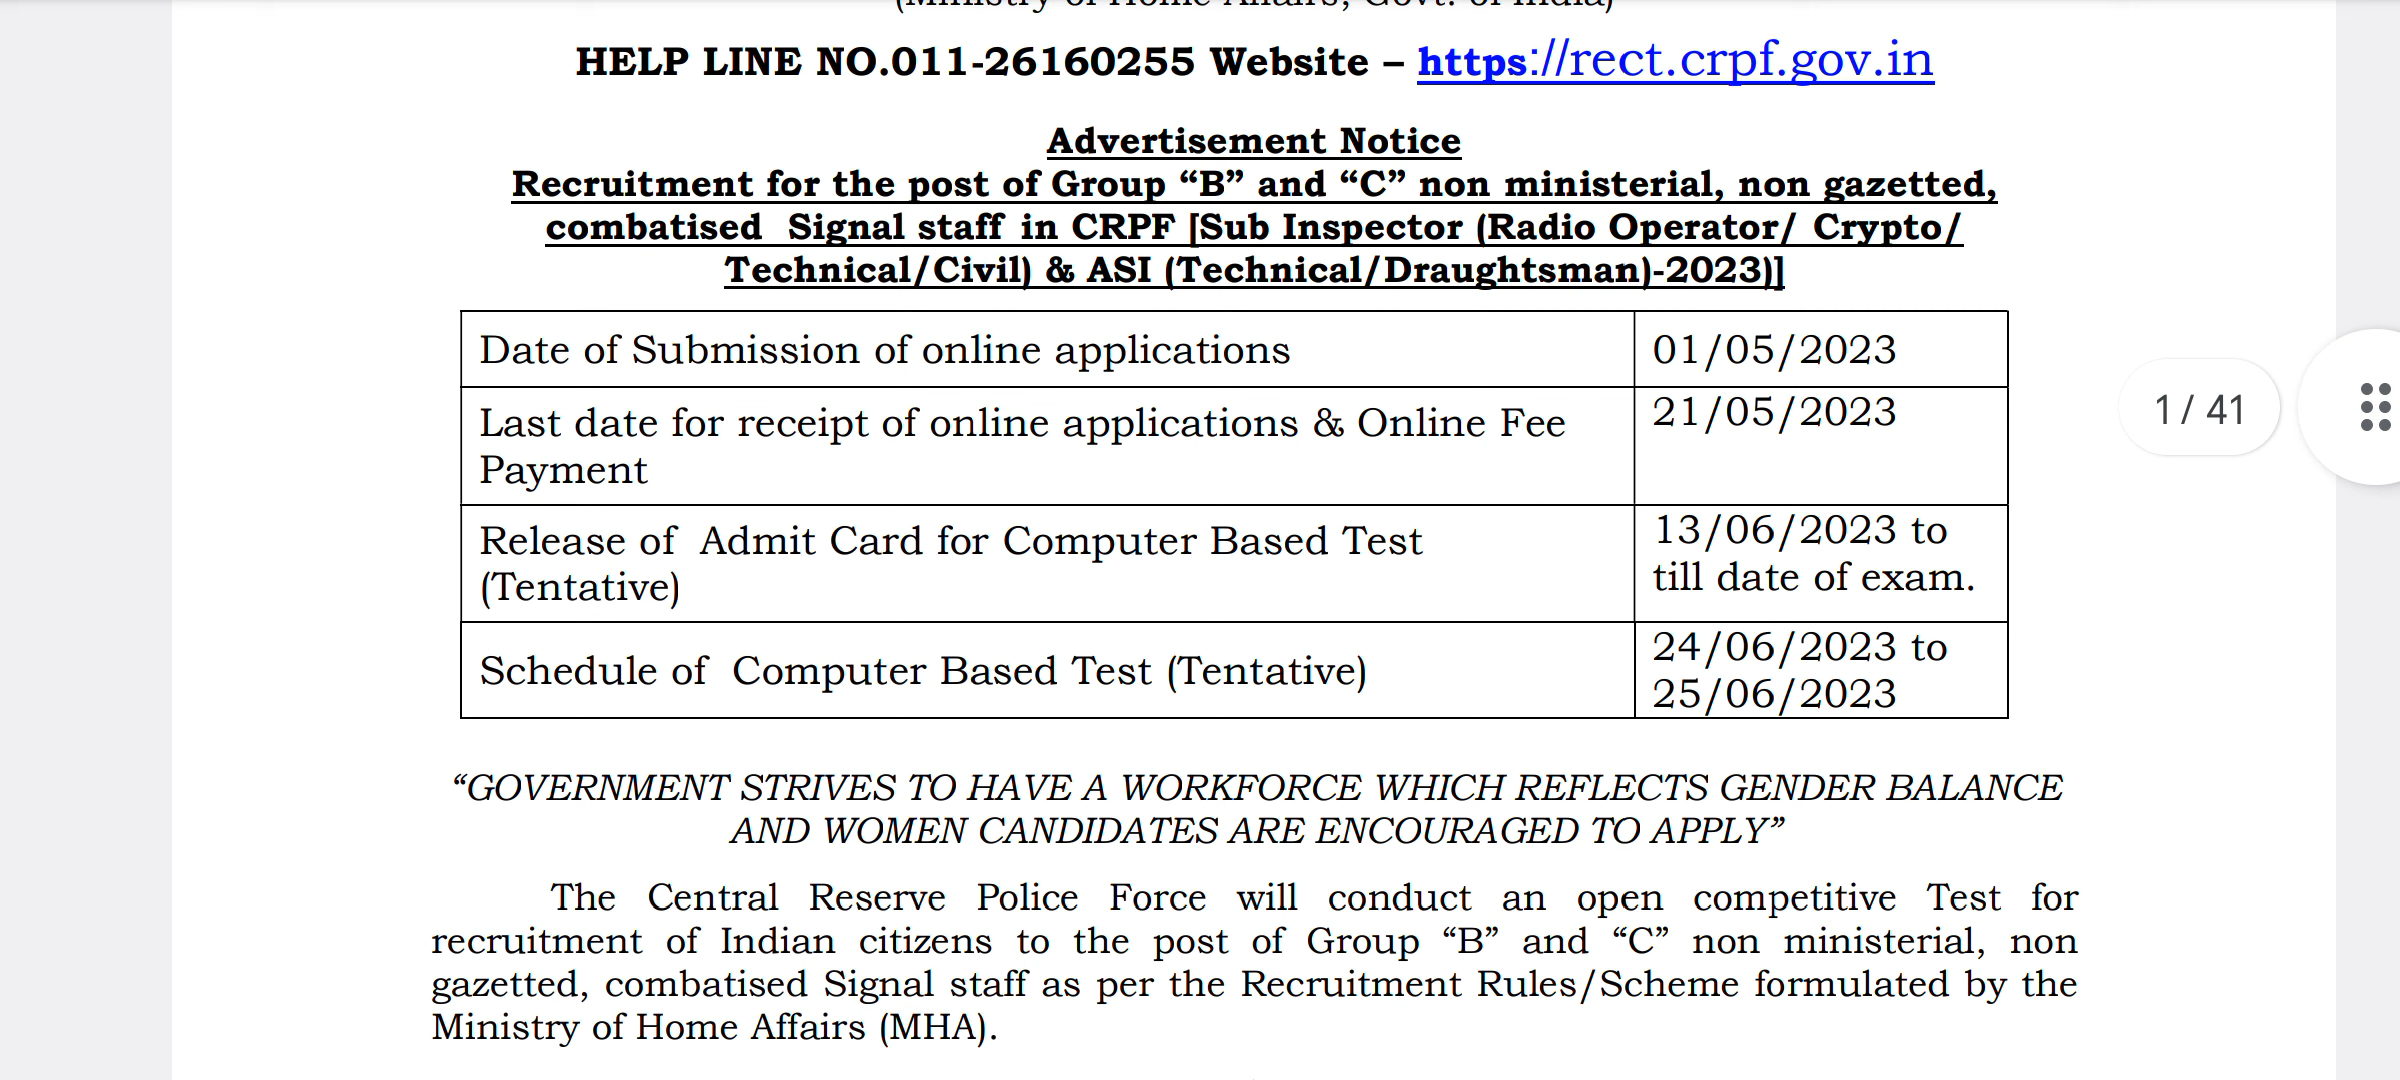 (Ministry of Home Affairs, Govt. of India)
HELP LINE NO.011-26160255 Website – https://rect.crpf.gov.in
Advertisement Notice
Recruitment for the post of Group “B” and “C” non ministerial, non gazetted,
combatised Signal staff in CRPF [Sub Inspector (Radio Operator/ Crypto/
Technical/Civil) & ASI (Technical/Draughtsman)-2023)]
Date of Submission of online applications 01/05/2023
Last date for receipt of online applications & Online Fee 21/05/2023
Payment
Release of Admit Card for Computer Based Test 13/06/2023 to
(Tentative) till date of exam.
Schedule of Computer Based Test (Tentative) 24/06/2023 to
25/06/2023
1 / 41
“GOVERNMENT STRIVES TO HAVE A WORKFORCE WHICH REFLECTS GENDER BALANCE
AND WOMEN CANDIDATES ARE ENCOURAGED TO APPLY”
The Central Reserve Police Force will conduct an open competitive Test for
recruitment of Indian citizens to the post of Group “B” and “C” non ministerial, non
gazetted, combatised Signal staff as per the Recruitment Rules/Scheme formulated by the
Ministry of Home Affairs (MHA).